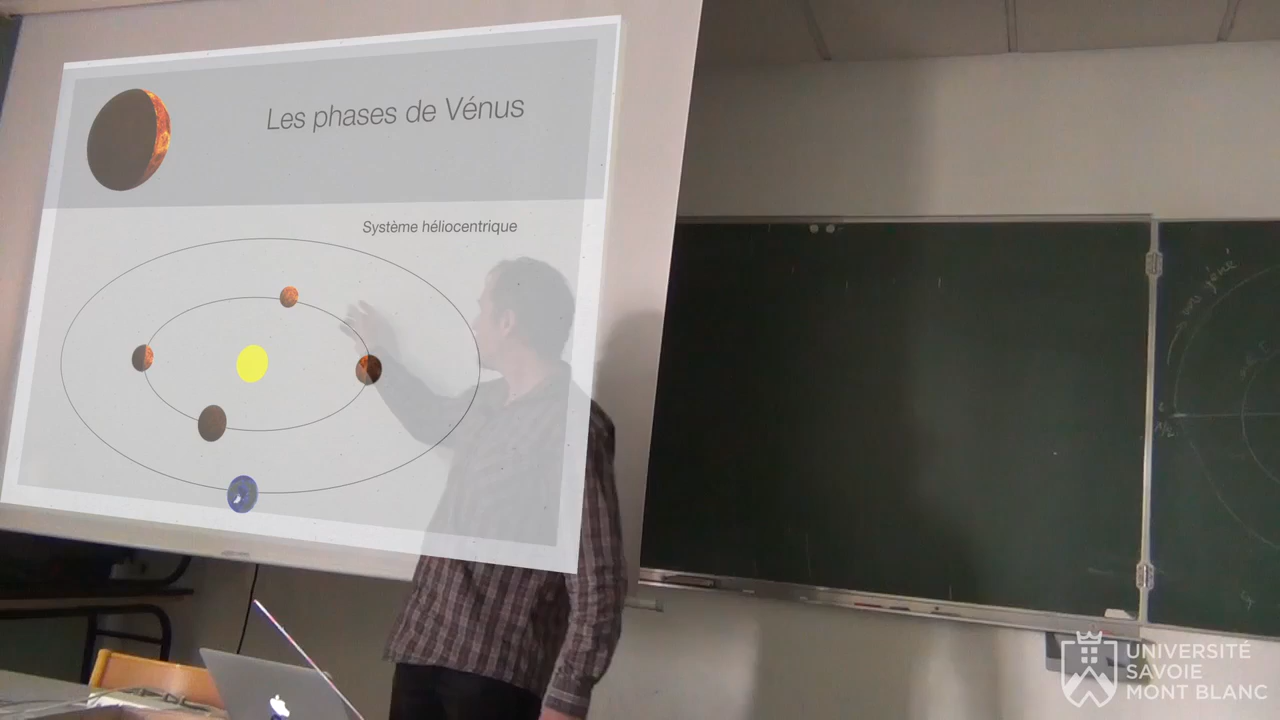 Les phases de Vénus
Système héliocentrique
UNIVERSITÉ
SAVOIE
MONT BLANC